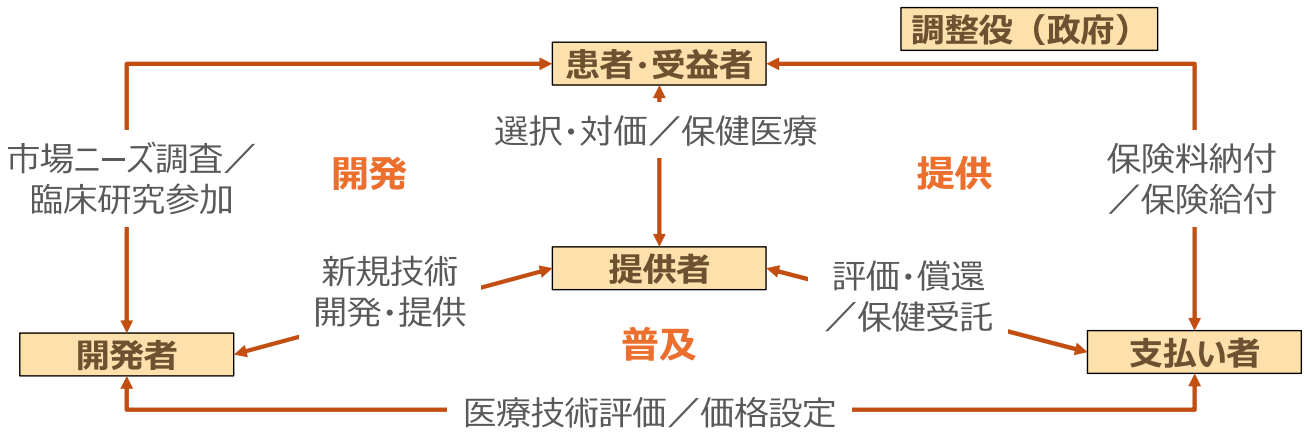 調整役（政府）
患者・受益者
選択・対価／保健医療
市場ニーズ調査／
臨床研究参加
開発
提供
保険料納付
／保険給付
新規技術
開発・提供
提供者
評価・償還
／保健受託
普及
開発者
支払い者
医療技術評価／価格設定